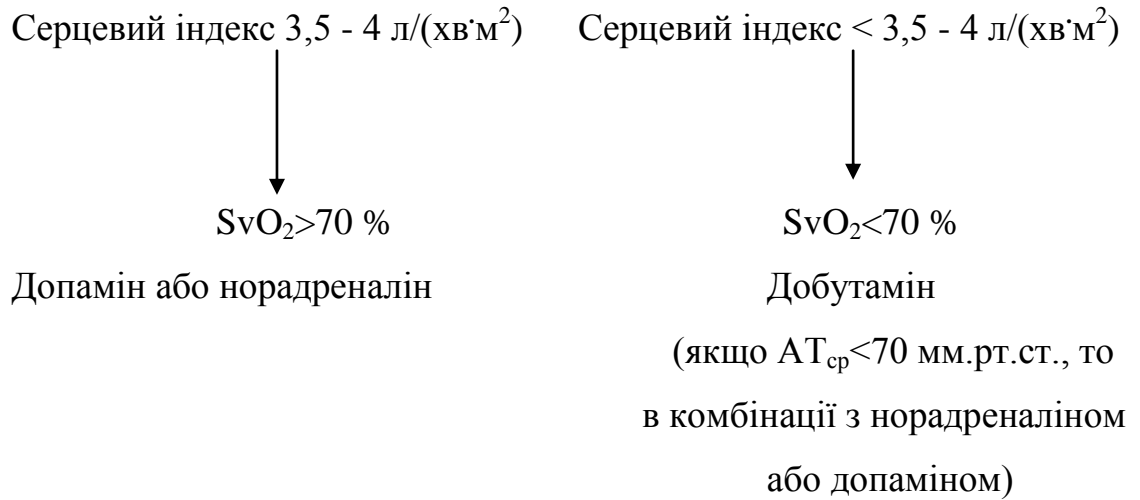 Серцевий індекс 3,5 - 4 л/(хв·м²)
Серцевий індекс < 3,5 - 4 л/(хв·м²)
SvO₂>70 %
SvO₂<70 %
Допамін або норадреналін
Добутамін
(якщо АТср<70 мм.рт.ст., то
в комбінації з норадреналіном
або допаміном)